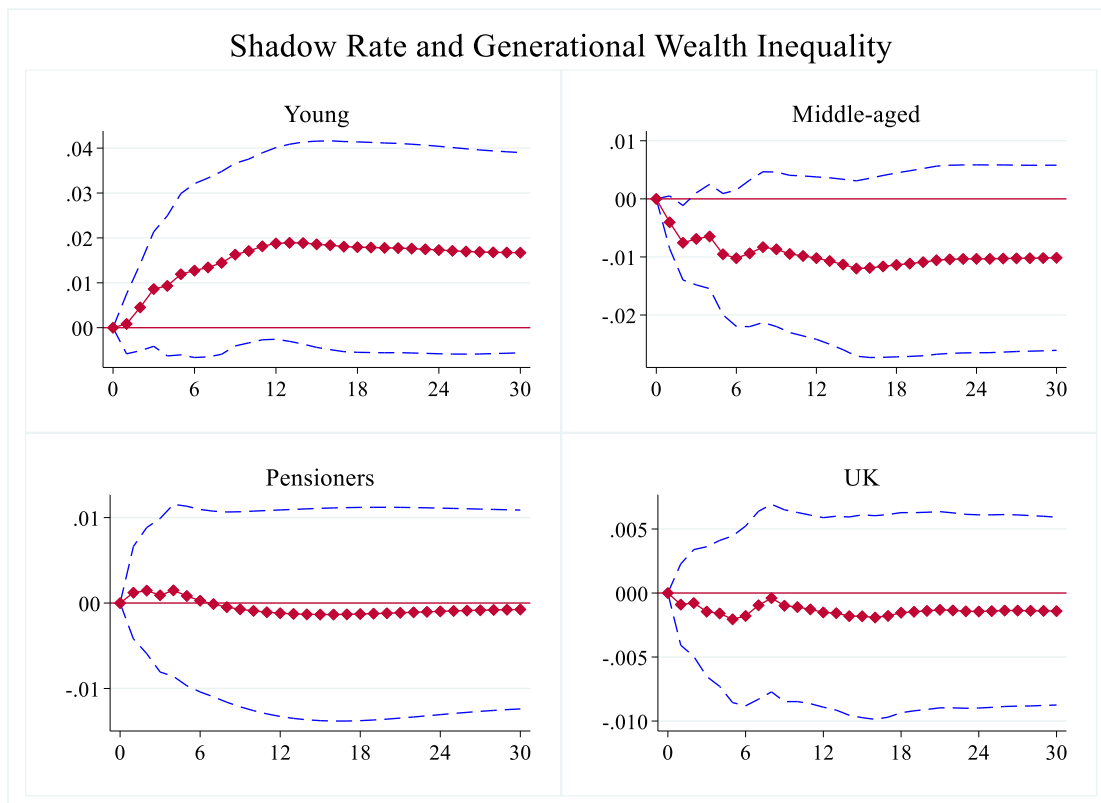 Shadow Rate and Generational Wealth Inequality
Young
.04
.03
.02
.01
00
0 6 12 18 24 30
Middle-aged
.01
00
-.01
-.02
0 6 12 18 24 30
Pensioners
.01
00
-.01
0 6 12 18 24 30
UK
.005
.000
-.005
-.010
0 6 12 18 24 30